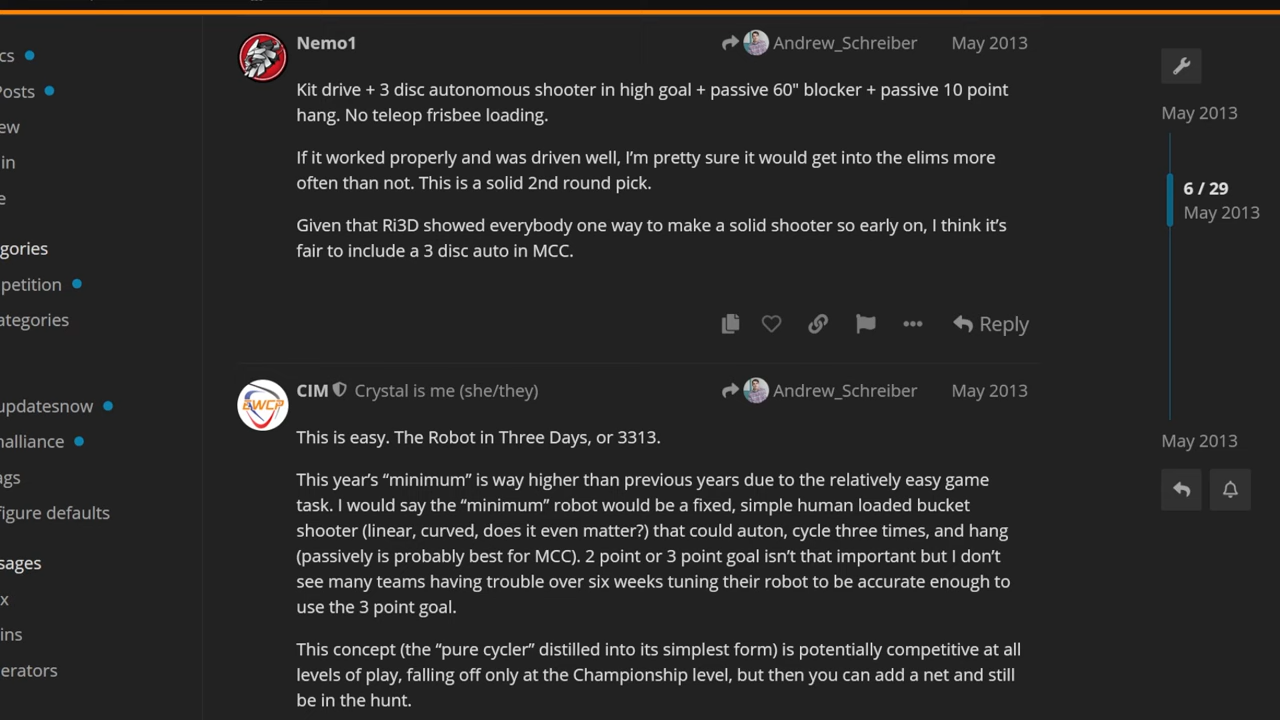 Nemo1
Andrew_Schreiber
May 2013
Kit drive + 3 disc autonomous shooter in high goal + passive 60" blocker + passive 10 point
hang. No teleop frisbee loading.
If it worked properly and was driven well, I’m pretty sure it would get into the elims more
often than not. This is a solid 2nd round pick.
Given that Ri3D showed everybody one way to make a solid shooter so early on, I think it’s
fair to include a 3 disc auto in MCC.
Reply
CIM
Crystal is me (she/they)
Andrew_Schreiber
May 2013
EWCP
This is easy. The Robot in Three Days, or 3313.
This year’s “minimum” is way higher than previous years due to the relatively easy game
task. I would say the “minimum” robot would be a fixed, simple human loaded bucket
shooter (linear, curved, does it even matter?) that could auton, cycle three times, and hang
(passively is probably best for MCC). 2 point or 3 point goal isn’t that important but I don’t
see many teams having trouble over six weeks tuning their robot to be accurate enough to
use the 3 point goal.
This concept (the “pure cycler” distilled into its simplest form) is potentially competitive at all
levels of play, falling off only at the Championship level, but then you can add a net and still
be in the hunt.
cs
Posts
ew
in
e
gories
petition
ategories
updatesnow
nalliance
ags
figure defaults
sages
x
ins
erators
May 2013
6 / 29
May 2013
May 2013